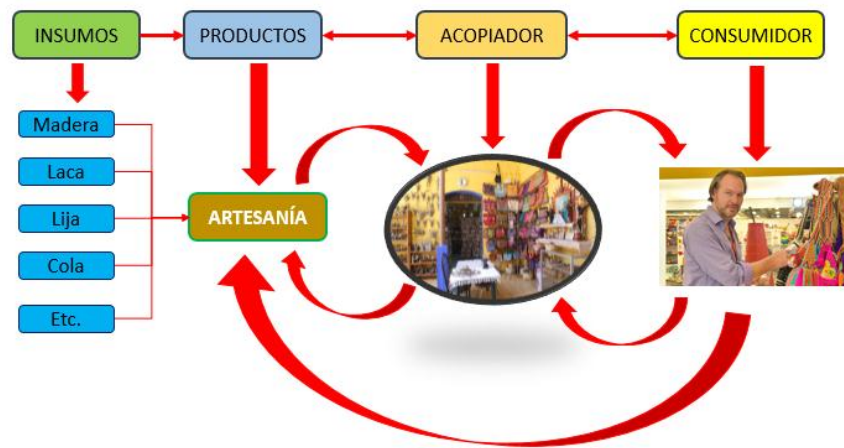 INSUMOS
PRODUCTOS
ACOPIADOR
CONSUMIDOR
Madera
Laca
Lija
Cola
Etc.
ARTESANÍA